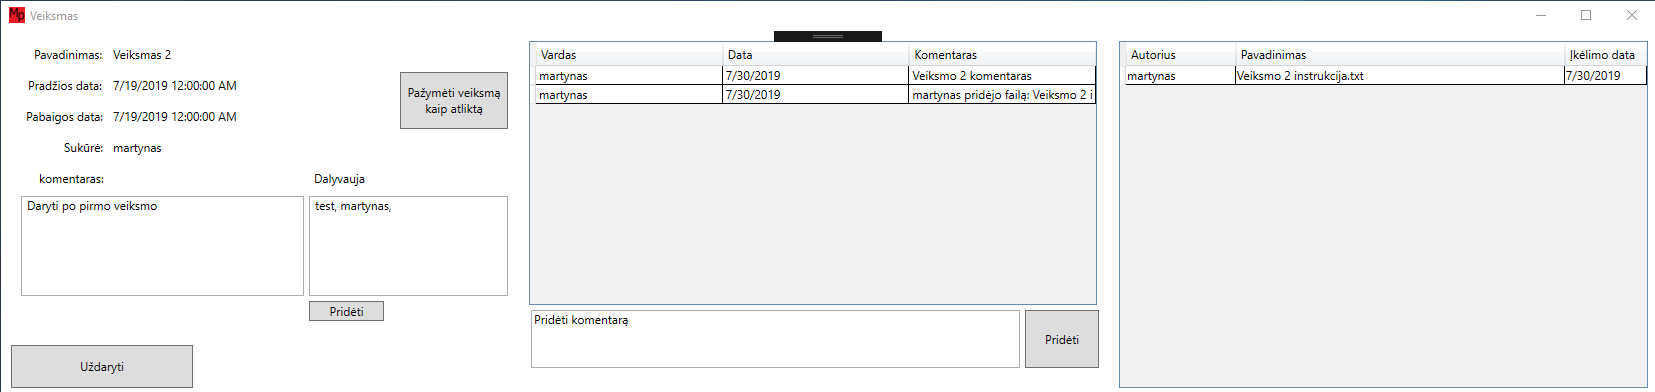 Mp Veiksmas
Pavadinimas: Veiksmas 2
Pradžios data: 7/19/2019 12:00:00 AM
Pabaigos data: 7/19/2019 12:00:00 AM
Sukūrė: martynas
Pažymėti veiksmą
kaip atliktą
komentaras:
Daryti po pirmo veiksmo
Dalyvauja
test, martynas,
Pridėti
Uždaryti
Vardas Data Komentaras
martynas 7/30/2019 Veiksmo 2 komentaras
martynas 7/30/2019 martynas pridėjo failą: Veiksmo 2 i
Pridėti komentarą
Pridėti
Autorius Pavadinimas Įkėlimo data
martynas Veiksmo 2 instrukcija.txt 7/30/2019